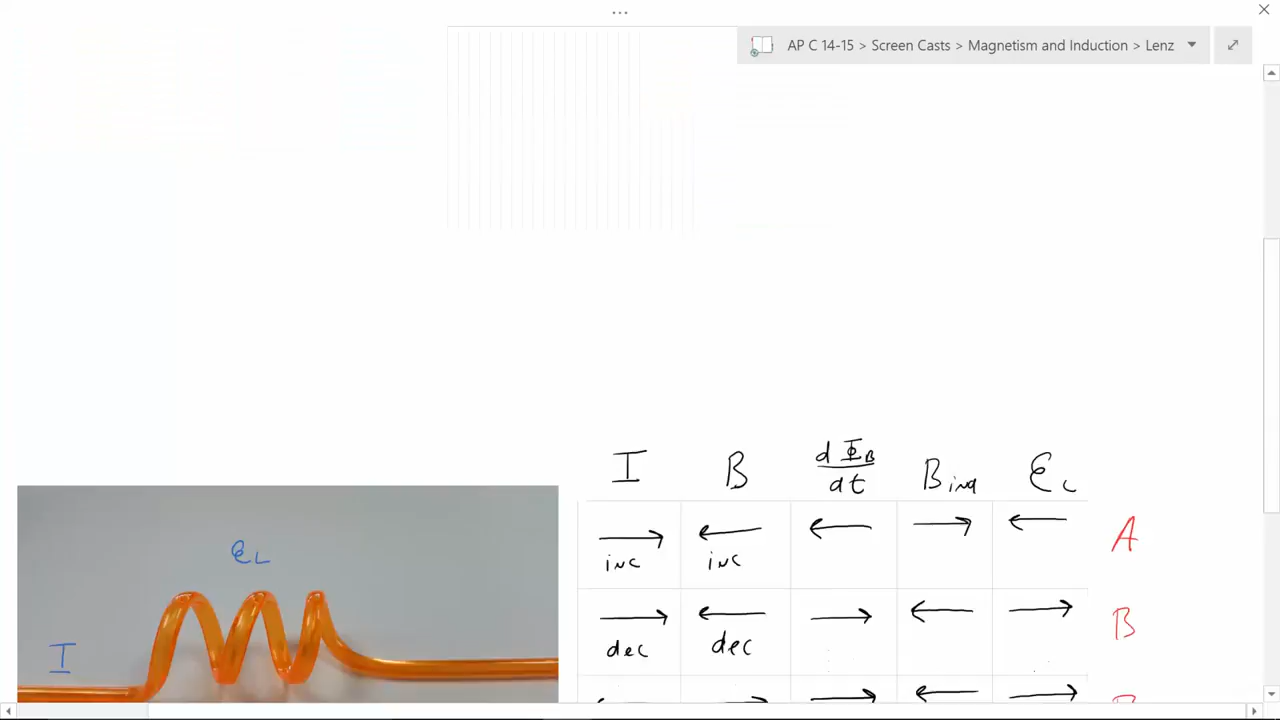 ...
AP C 14-15 > Screen Casts > Magnetism and Induction > Lenz
I B dΦB/dt Bind εL
A
inc inc
B
dec dec
εL
I